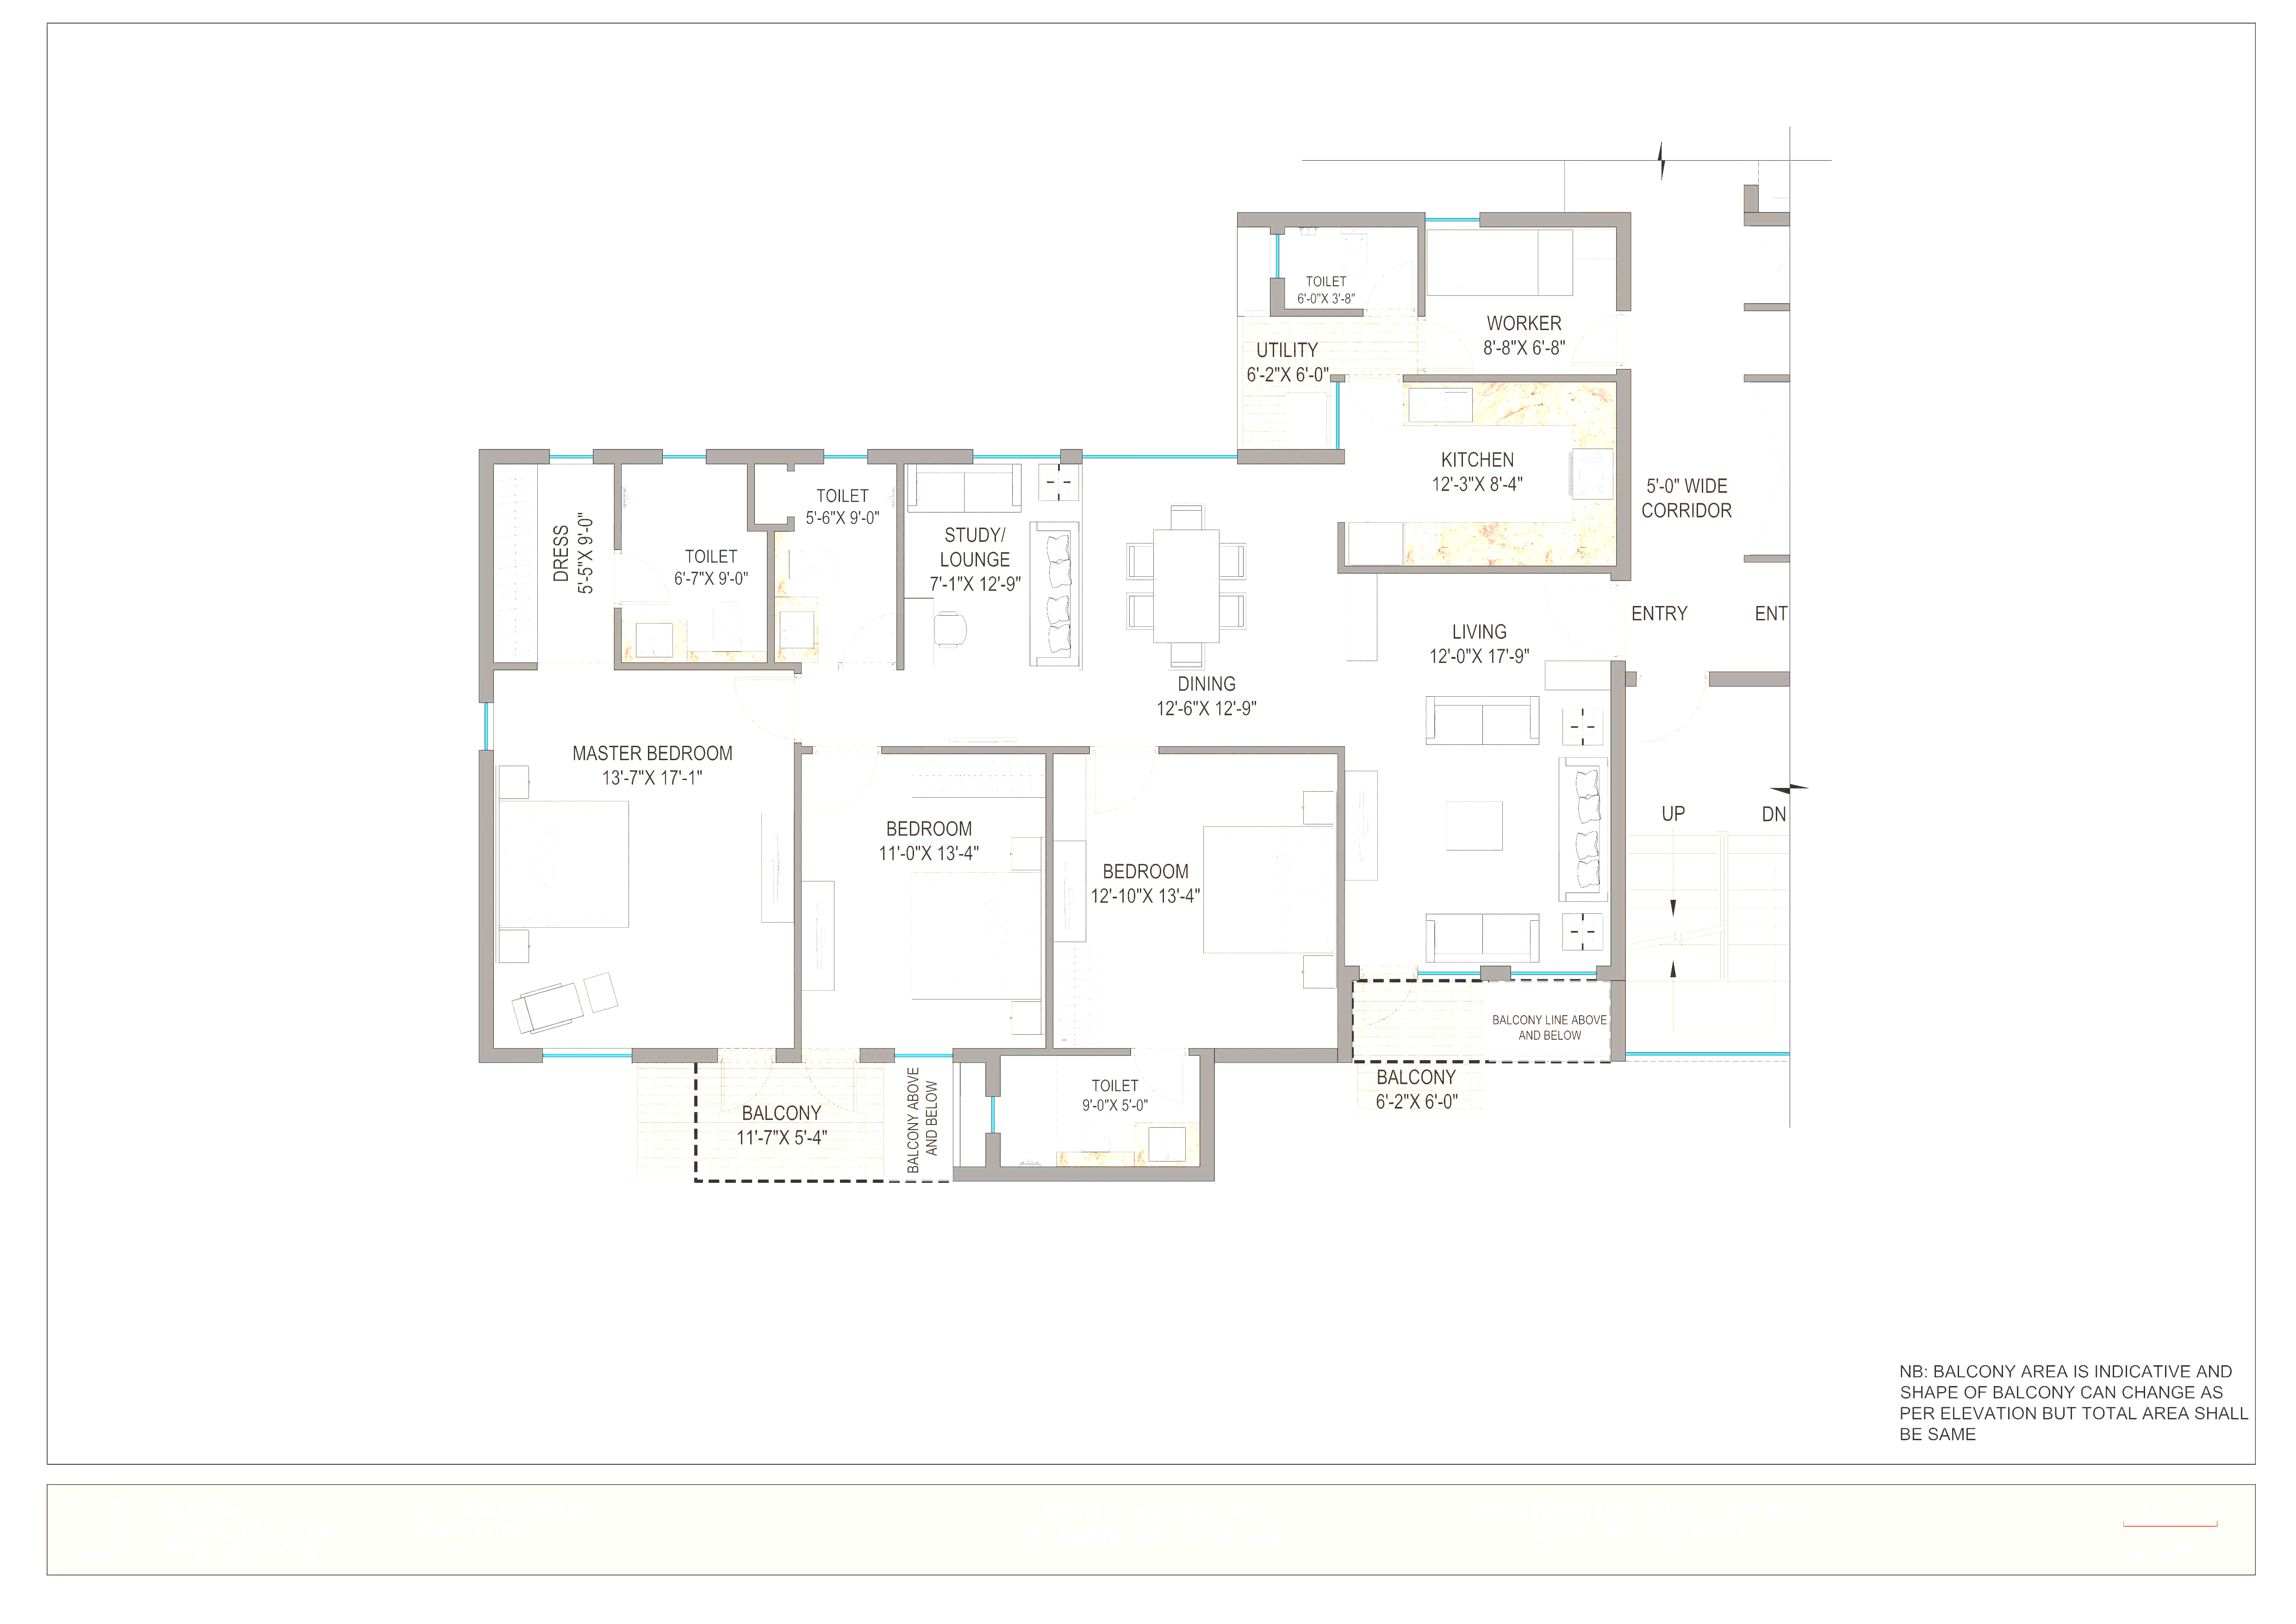 TOILET
6'-0"X 3'-8"
WORKER
8'-8"X 6'-8"
UTILITY
6'-2"X 6'-0"
KITCHEN
12'-3"X 8'-4"
5'-0" WIDE
CORRIDOR
TOILET
5'-6"X 9'-0"
DRESS
5'-5"X 9'-0"
TOILET
6'-7"X 9'-0"
STUDY/
LOUNGE
7'-1"X 12'-9"
ENTRY
ENT
LIVING
12'-0"X 17'-9"
DINING
12'-6"X 12'-9"
MASTER BEDROOM
13'-7"X 17'-1"
UP
DN
BEDROOM
11'-0"X 13'-4"
BEDROOM
12'-10"X 13'-4"
BALCONY LINE ABOVE
AND BELOW
BALCONY
6'-2"X 6'-0"
TOILET
9'-0"X 5'-0"
BALCONY
11'-7"X 5'-4"
BALCONY ABOVE
AND BELOW
NB: BALCONY AREA IS INDICATIVE AND
SHAPE OF BALCONY CAN CHANGE AS
PER ELEVATION BUT TOTAL AREA SHALL
BE SAME